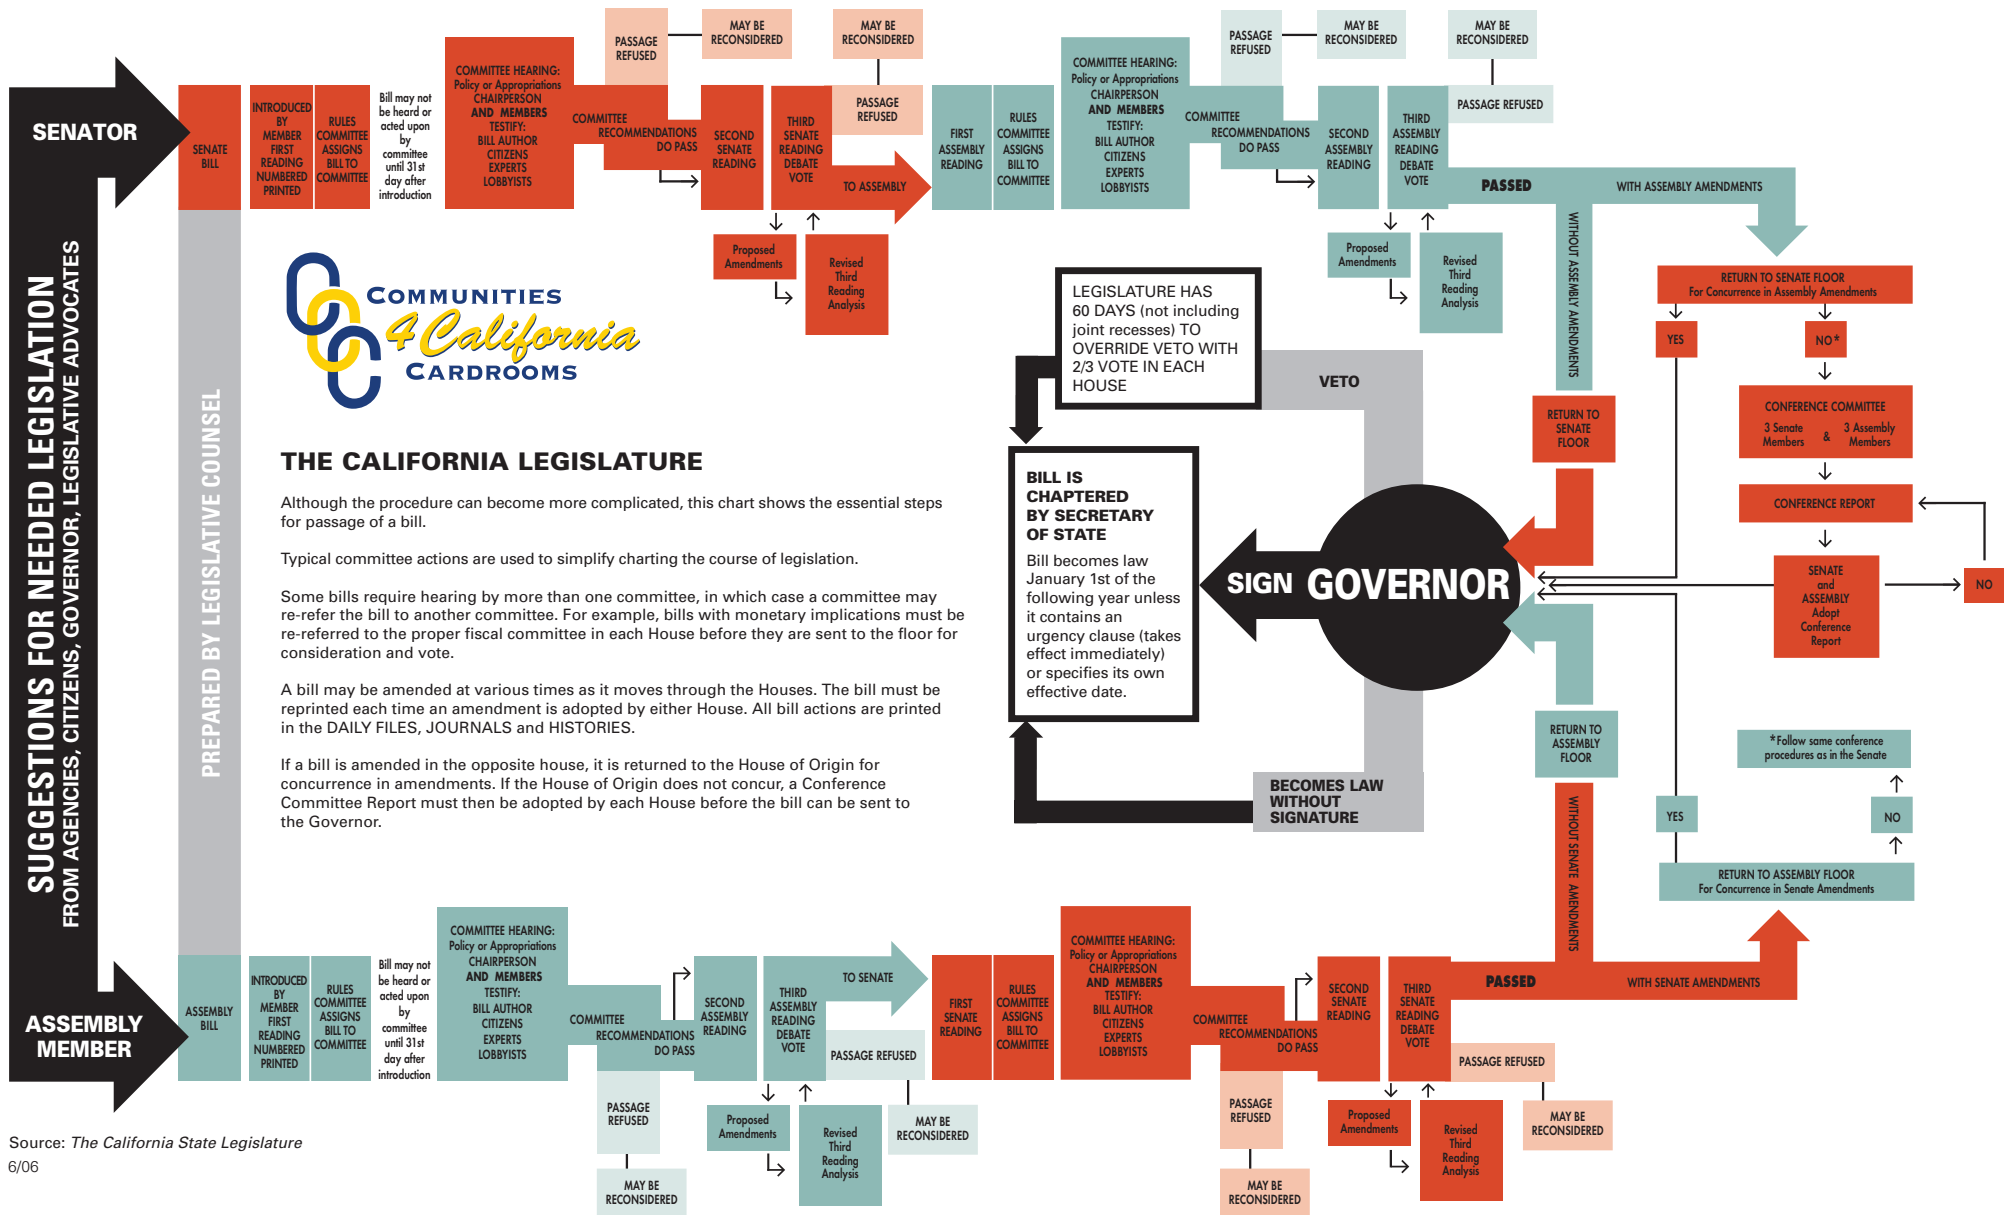 SENATOR
SUGGESTIONS FOR NEEDED LEGISLATION
FROM AGENCIES, CITIZENS, GOVERNOR, LEGISLATIVE ADVOCATES
ASSEMBLY
MEMBER
PREPARED BY LEGISLATIVE COUNSEL
SENATE
BILL
INTRODUCED
BY
MEMBER
FIRST
READING
NUMBERED
PRINTED
RULES
COMMITTEE
ASSIGNS
BILL TO
COMMITTEE
Bill may not
be heard or
acted upon
by
committee
until 31st
day after
introduction
COMMITTEE HEARING:
Policy or Appropriations
CHAIRPERSON
AND MEMBERS
TESTIFY:
BILL AUTHOR
CITIZENS
EXPERTS
LOBBYISTS
PASSAGE
REFUSED
MAY BE
RECONSIDERED
COMMITTEE
RECOMMENDATIONS
DO PASS
SECOND
SENATE
READING
THIRD
SENATE
READING
DEBATE
VOTE
MAY BE
RECONSIDERED
PASSAGE
REFUSED
TO ASSEMBLY
Proposed
Amendments
Revised
Third
Reading
Analysis
FIRST
ASSEMBLY
READING
RULES
COMMITTEE
ASSIGNS
BILL TO
COMMITTEE
COMMITTEE HEARING:
Policy or Appropriations
CHAIRPERSON
AND MEMBERS
TESTIFY:
BILL AUTHOR
CITIZENS
EXPERTS
LOBBYISTS
PASSAGE
REFUSED
MAY BE
RECONSIDERED
COMMITTEE
RECOMMENDATIONS
DO PASS
SECOND
ASSEMBLY
READING
THIRD
ASSEMBLY
READING
DEBATE
VOTE
MAY BE
RECONSIDERED
PASSAGE REFUSED
Proposed
Amendments
Revised
Third
Reading
Analysis
PASSED
WITH ASSEMBLY AMENDMENTS
WITHOUT ASSEMBLY AMENDMENTS
RETURN TO SENATE FLOOR
For Concurrence in Assembly Amendments
YES
NO*
CONFERENCE COMMITTEE
3 Senate
Members
&
3 Assembly
Members
CONFERENCE REPORT
SENATE
and
ASSEMBLY
Adopt
Conference
Report
NO
RETURN TO
SENATE
FLOOR
COMMUNITIES
4 California
CARDROOMS
THE CALIFORNIA LEGISLATURE
Although the procedure can become more complicated, this chart shows the essential steps
for passage of a bill.
Typical committee actions are used to simplify charting the course of legislation.
Some bills require hearing by more than one committee, in which case a committee may
re-refer the bill to another committee. For example, bills with monetary implications must be
re-referred to the proper fiscal committee in each House before they are sent to the floor for
consideration and vote.
A bill may be amended at various times as it moves through the Houses. The bill must be
reprinted each time an amendment is adopted by either House. All bill actions are printed
in the DAILY FILES, JOURNALS and HISTORIES.
If a bill is amended in the opposite house, it is returned to the House of Origin for
concurrence in amendments. If the House of Origin does not concur, a Conference
Committee Report must then be adopted by each House before the bill can be sent to
the Governor.
LEGISLATURE HAS
60 DAYS (not including
joint recesses) TO
OVERRIDE VETO WITH
2/3 VOTE IN EACH
HOUSE
VETO
BILL IS
CHAPTERED
BY SECRETARY
OF STATE
Bill becomes law
January 1st of the
following year unless
it contains an
urgency clause (takes
effect immediately)
or specifies its own
effective date.
SIGN GOVERNOR
BECOMES LAW
WITHOUT
SIGNATURE
RETURN TO
ASSEMBLY
FLOOR
WITHOUT SENATE AMENDMENTS
*Follow same conference
procedures as in the Senate
YES
NO
RETURN TO ASSEMBLY FLOOR
For Concurrence in Senate Amendments
ASSEMBLY
BILL
INTRODUCED
BY
MEMBER
FIRST
READING
NUMBERED
PRINTED
RULES
COMMITTEE
ASSIGNS
BILL TO
COMMITTEE
Bill may not
be heard or
acted upon
by
committee
until 31st
day after
introduction
COMMITTEE HEARING:
Policy or Appropriations
CHAIRPERSON
AND MEMBERS
TESTIFY:
BILL AUTHOR
CITIZENS
EXPERTS
LOBBYISTS
COMMITTEE
RECOMMENDATIONS
DO PASS
PASSAGE
REFUSED
MAY BE
RECONSIDERED
SECOND
ASSEMBLY
READING
THIRD
ASSEMBLY
READING
DEBATE
VOTE
TO SENATE
PASSAGE REFUSED
MAY BE
RECONSIDERED
Proposed
Amendments
Revised
Third
Reading
Analysis
FIRST
SENATE
READING
RULES
COMMITTEE
ASSIGNS
BILL TO
COMMITTEE
COMMITTEE HEARING:
Policy or Appropriations
CHAIRPERSON
AND MEMBERS
TESTIFY:
BILL AUTHOR
CITIZENS
EXPERTS
LOBBYISTS
COMMITTEE
RECOMMENDATIONS
DO PASS
PASSAGE
REFUSED
MAY BE
RECONSIDERED
SECOND
SENATE
READING
THIRD
SENATE
READING
DEBATE
VOTE
PASSED
WITH SENATE AMENDMENTS
PASSAGE REFUSED
MAY BE
RECONSIDERED
Proposed
Amendments
Revised
Third
Reading
Analysis
Source: The California State Legislature
6/06